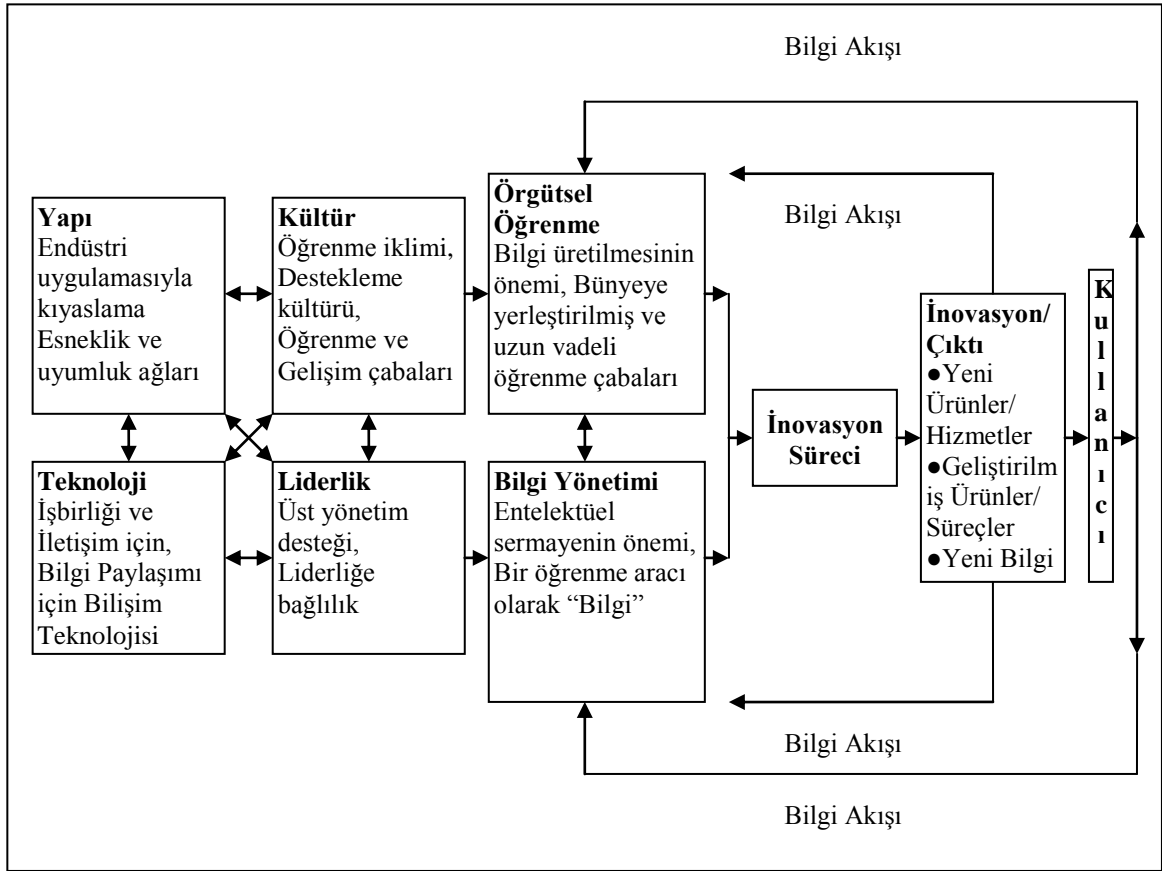 Bilgi Akışı
Yapı
Endüstri
uygulamasıyla
kıyaslama
Esneklik ve
uyumluk ağları
Kültür
Öğrenme iklimi,
Destekleme
kültürü,
Öğrenme ve
Gelişim çabaları
Örgütsel
Öğrenme
Bilgi üretilmesinin
önemi, Bünyeye
yerleştirilmiş ve
uzun vadeli
öğrenme çabaları
Bilgi Akışı
Teknoloji
İşbirliği ve
İletişim için,
Bilgi Paylaşımı
için Bilişim
Teknolojisi
Liderlik
Üst yönetim
desteği,
Liderliğe
bağlılık
Bilgi Yönetimi
Entelektüel
sermayenin önemi,
Bir öğrenme aracı
olarak “Bilgi”
İnovasyon
Süreci
İnovasyon/
Çıktı
●Yeni
Ürünler/
Hizmetler
●Geliştirilm
iş Ürünler/
Süreçler
●Yeni Bilgi
K
u
l
l
a
n
ı
c
ı
Bilgi Akışı
Bilgi Akışı